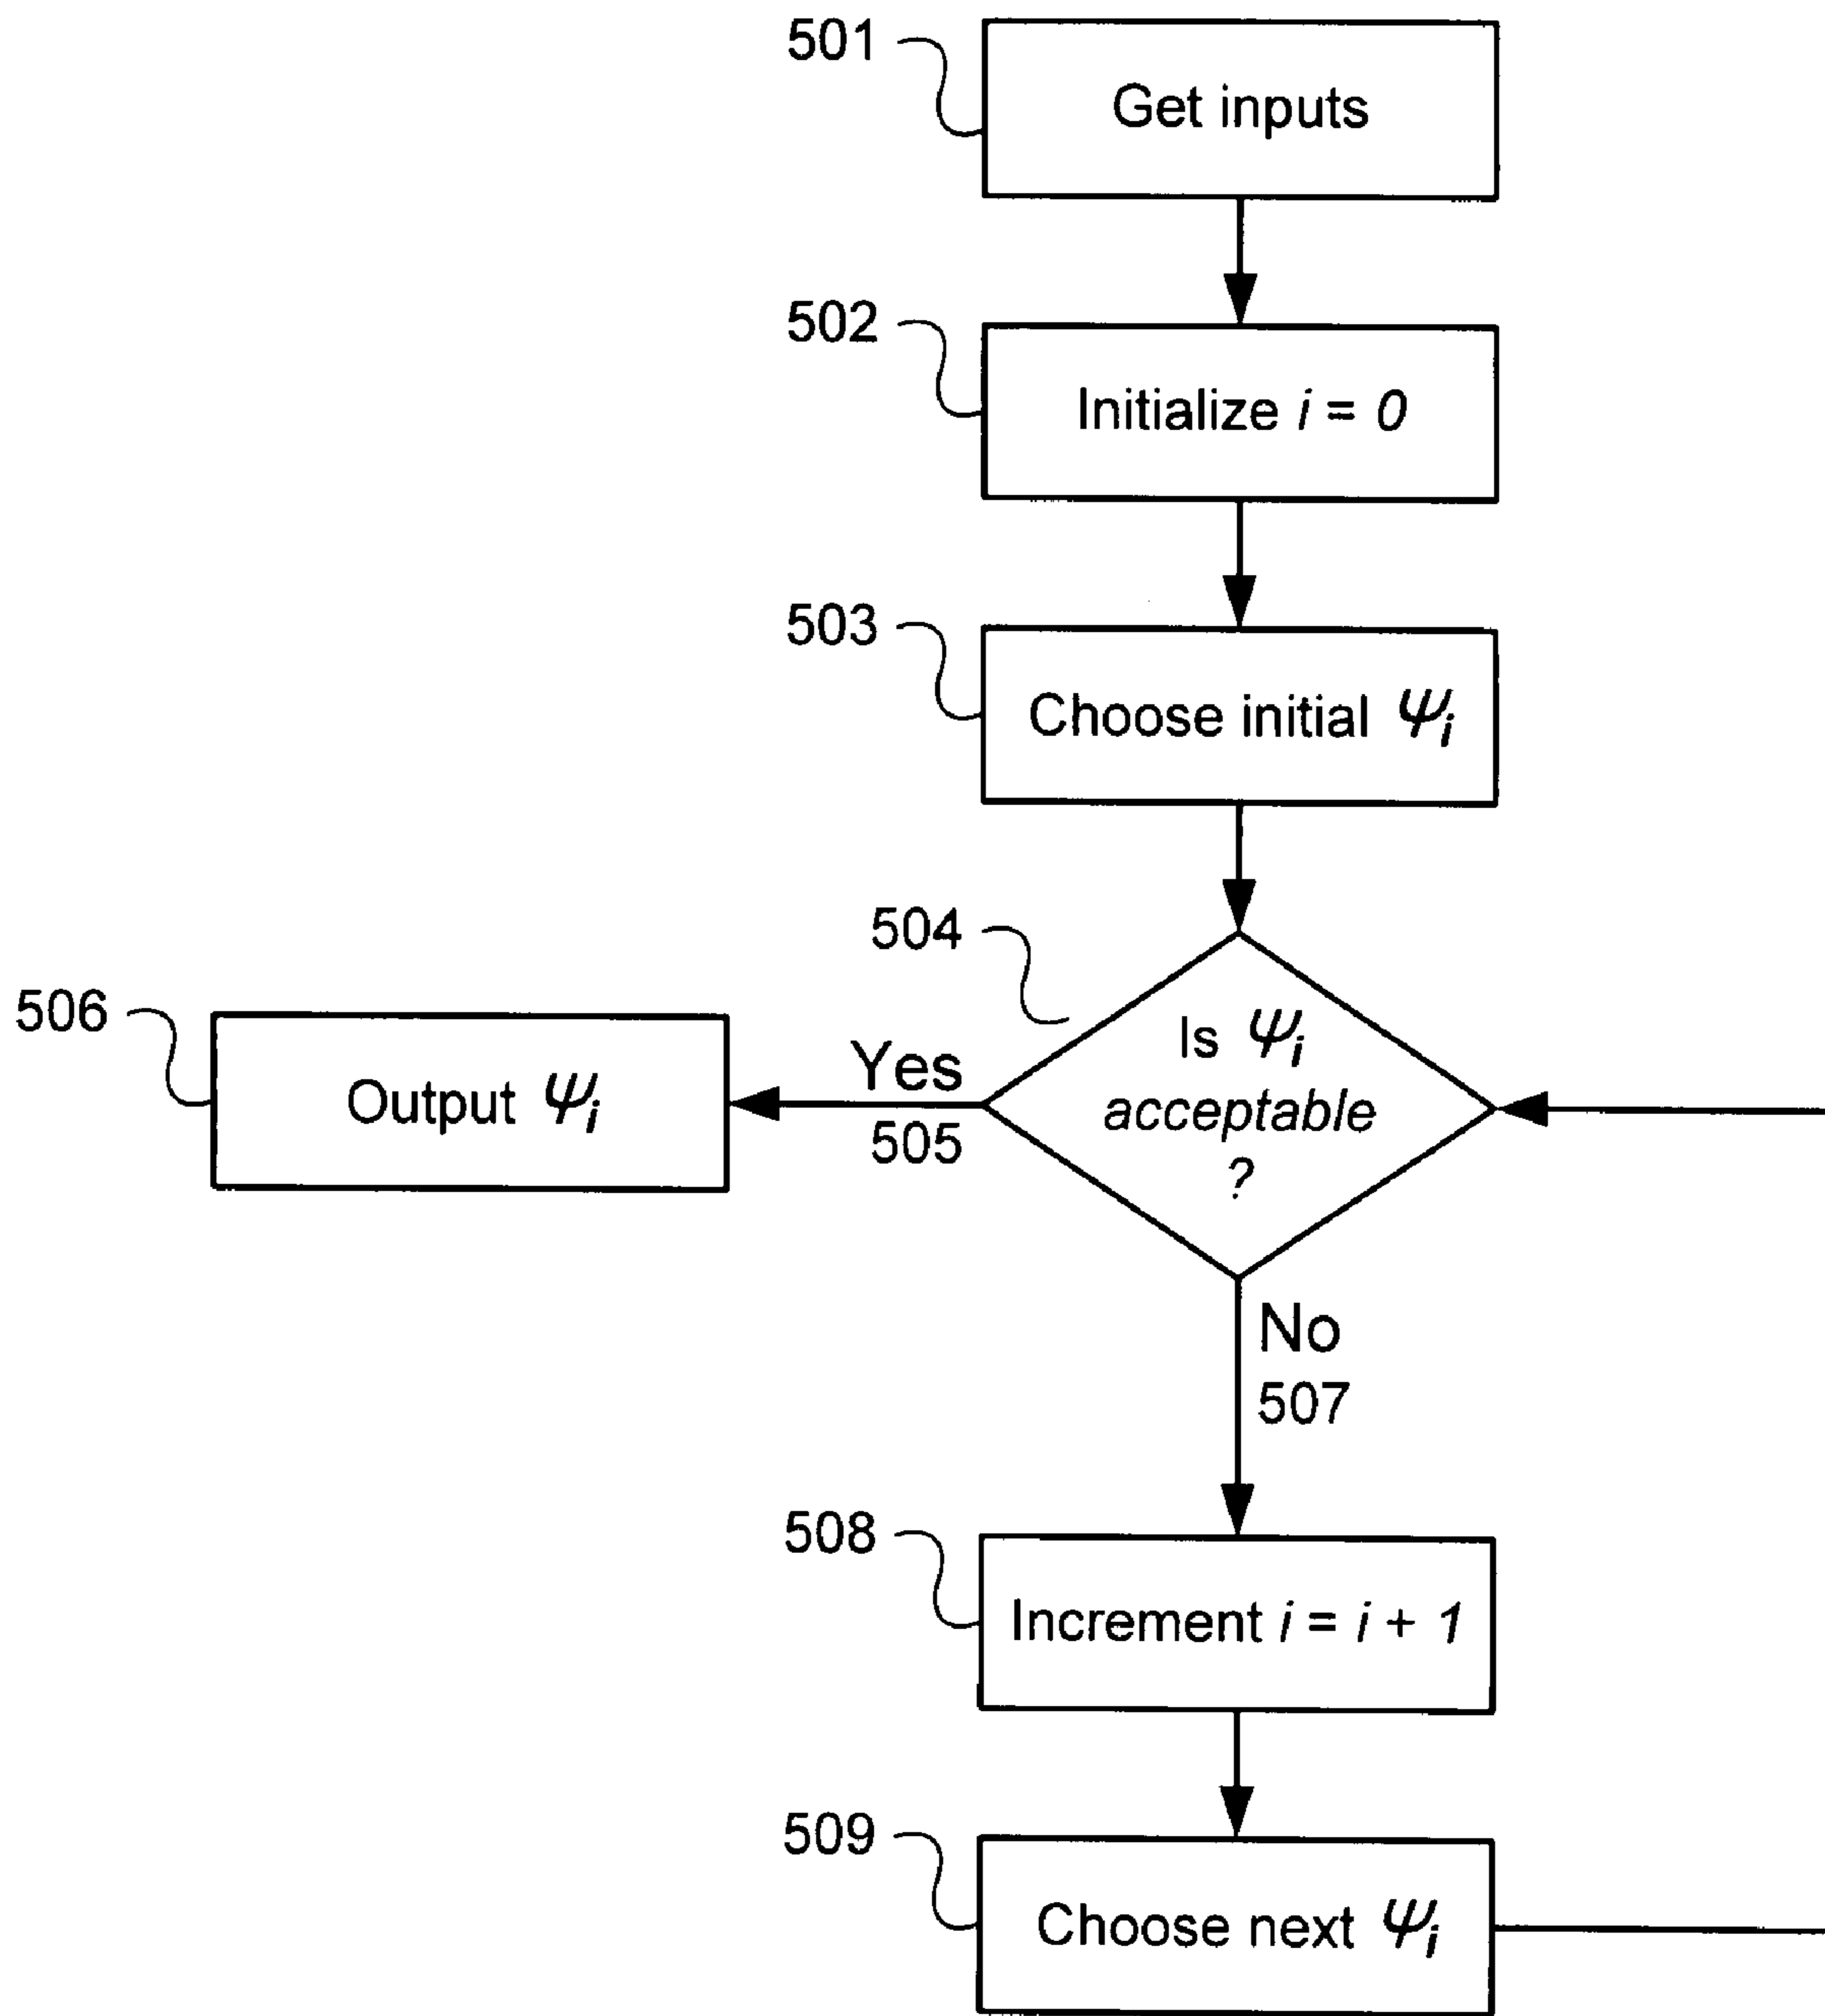 501
Get inputs
502
Initialize i = 0
503
Choose initial ψi
504
Is ψi
acceptable
?
Yes
505
506
Output ψi
No
507
508
Increment i = i + 1
509
Choose next ψi